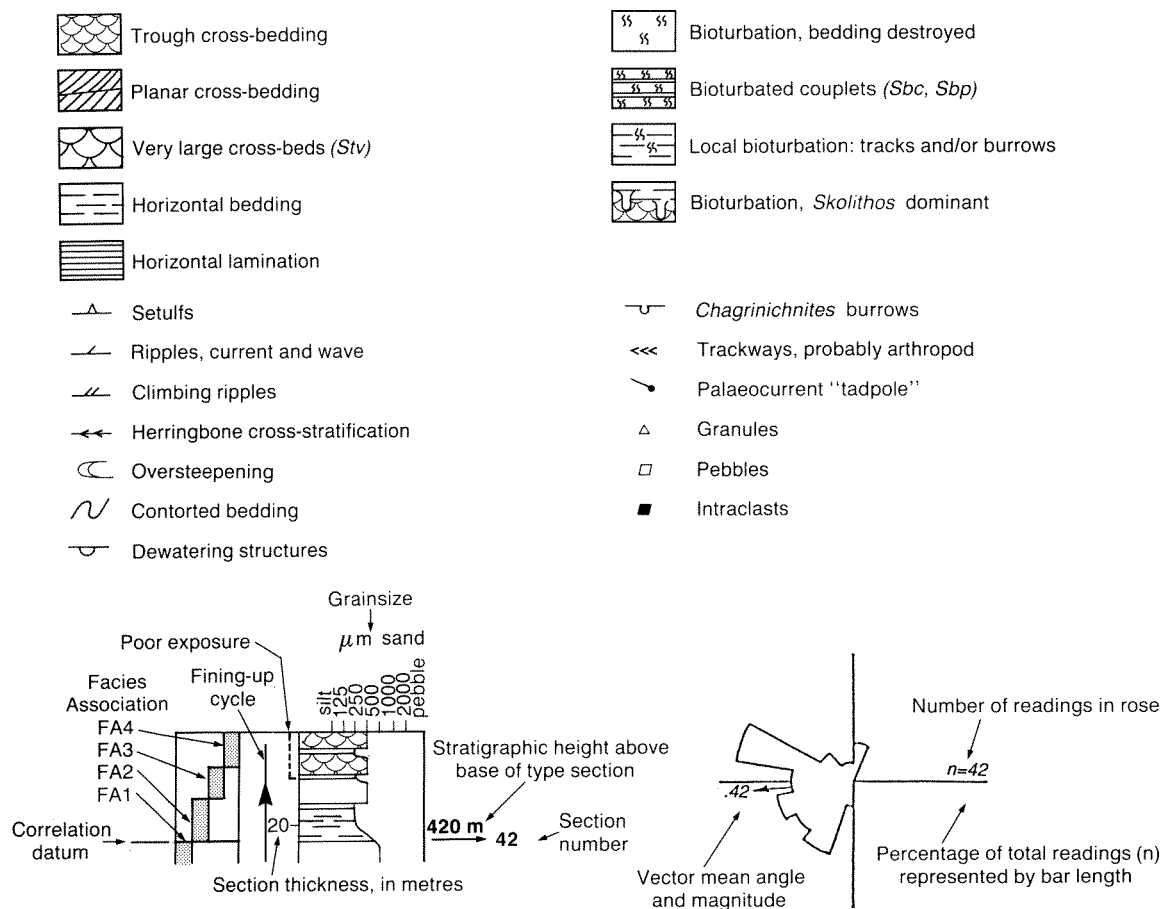 Trough cross-bedding
Planar cross-bedding
Very large cross-beds (Stv)
Horizontal bedding
Horizontal lamination
Setulfs
Ripples, current and wave
Climbing ripples
Herringbone cross-stratification
Oversteepening
Contorted bedding
Dewatering structures
Bioturbation, bedding destroyed
Bioturbated couplets (Sbc, Sbp)
Local bioturbation: tracks and/or burrows
Bioturbation, Skolithos dominant
Chagrinichnites burrows
Trackways, probably arthropod
Palaeocurrent "tadpole"
Granules
Pebbles
Intraclasts
Grainsize
μm sand
Poor exposure
Fining-up
cycle
Facies
Association
FA4
FA3
FA2
FA1
Correlation
datum
silt
125
250
500
1000
2000
pebble
20
Section thickness, in metres
Stratigraphic height above
base of type section
420 m
42
Section
number
Number of readings in rose
n=42
.42
Vector mean angle
and magnitude
Percentage of total readings (n)
represented by bar length